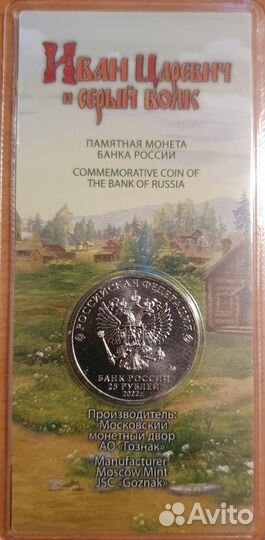 Иван Царевич
и серый волк
ПАМЯТНАЯ МОНЕТА
БАНКА РОССИИ
COMMEMORATIVE COIN OF
THE BANK OF RUSSIA
РОССИЙСКАЯ ФЕДЕРАЦИЯ
БАНК РОССИИ
25 РУБЛЕЙ
2022г.
Производитель:
Московский
монетный двор
АО «Гознак»
Manufacturer:
Moscow Mint
JSC «Goznak»
Avito